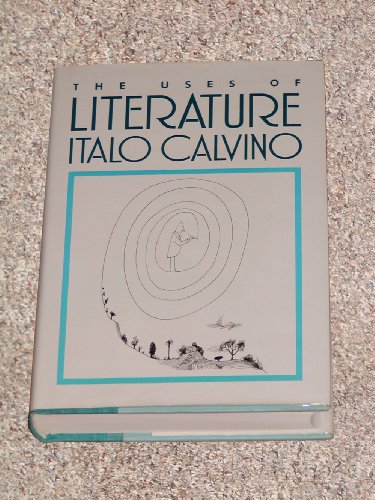 THE USES OF
LITERATURE
ITALO CALVINO